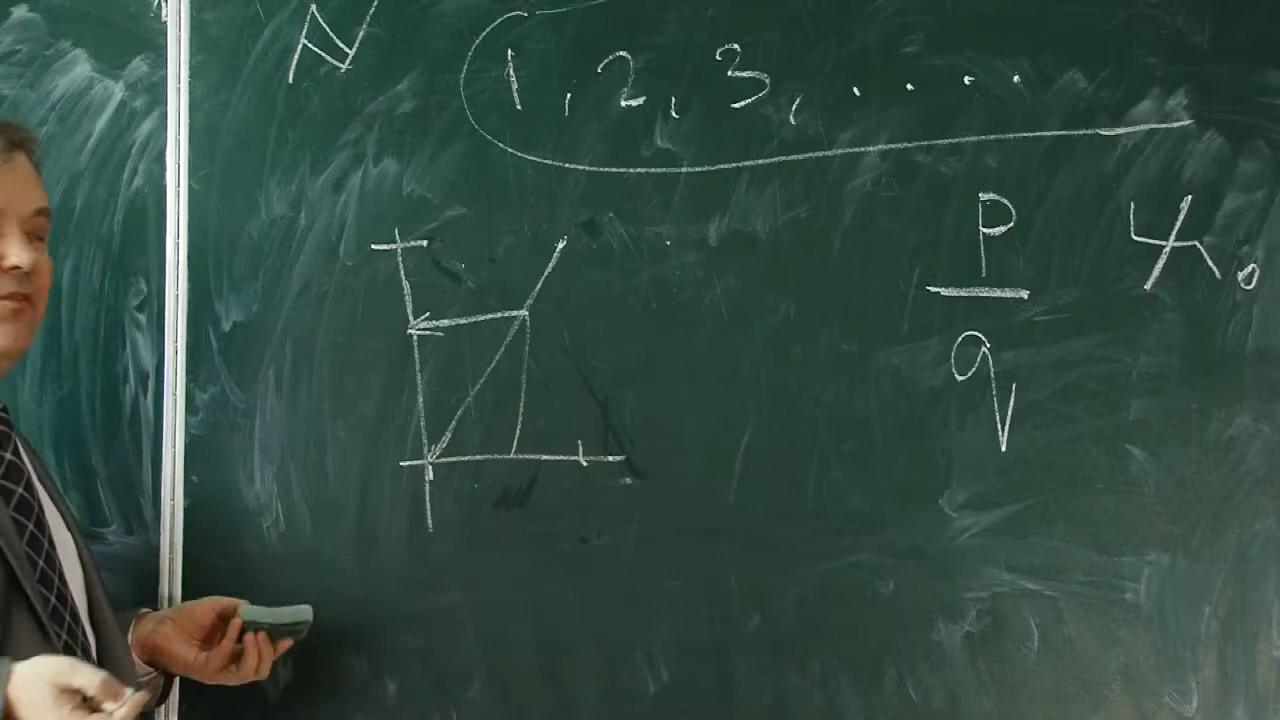 N 1, 2, 3, ....
p ℵ₀
q